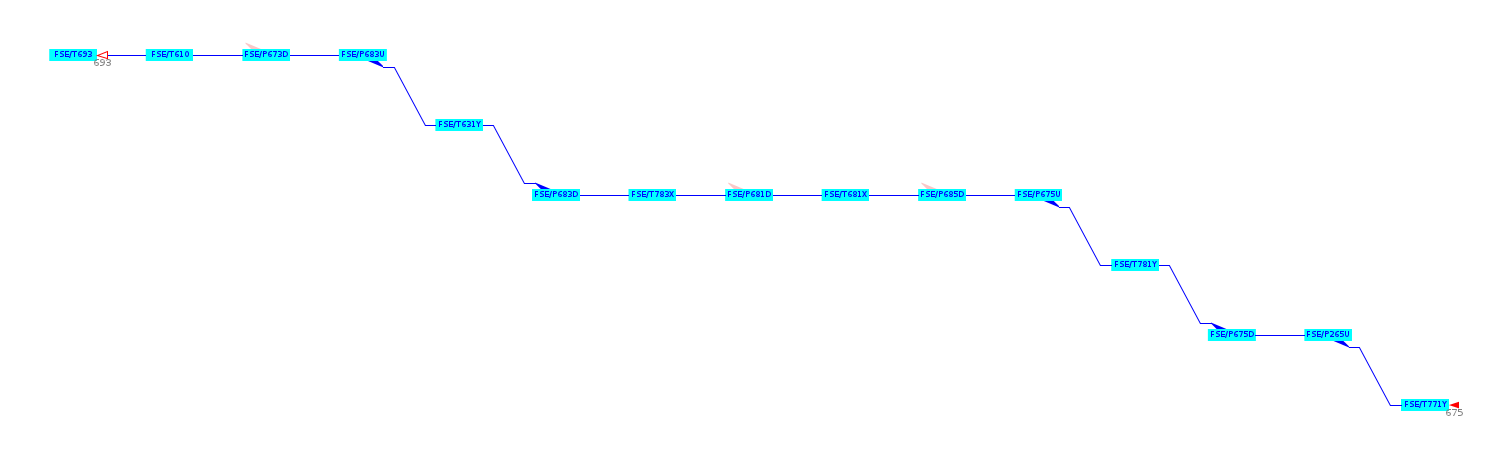 FSE/T693 FSE/T610 FSE/P673D FSE/P683U
693
FSE/T631Y
FSE/P683D FSE/T783X FSE/P681D FSE/T681X FSE/P685D FSE/P675U
FSE/T781Y
FSE/P675D FSE/P265U
FSE/T771Y
675